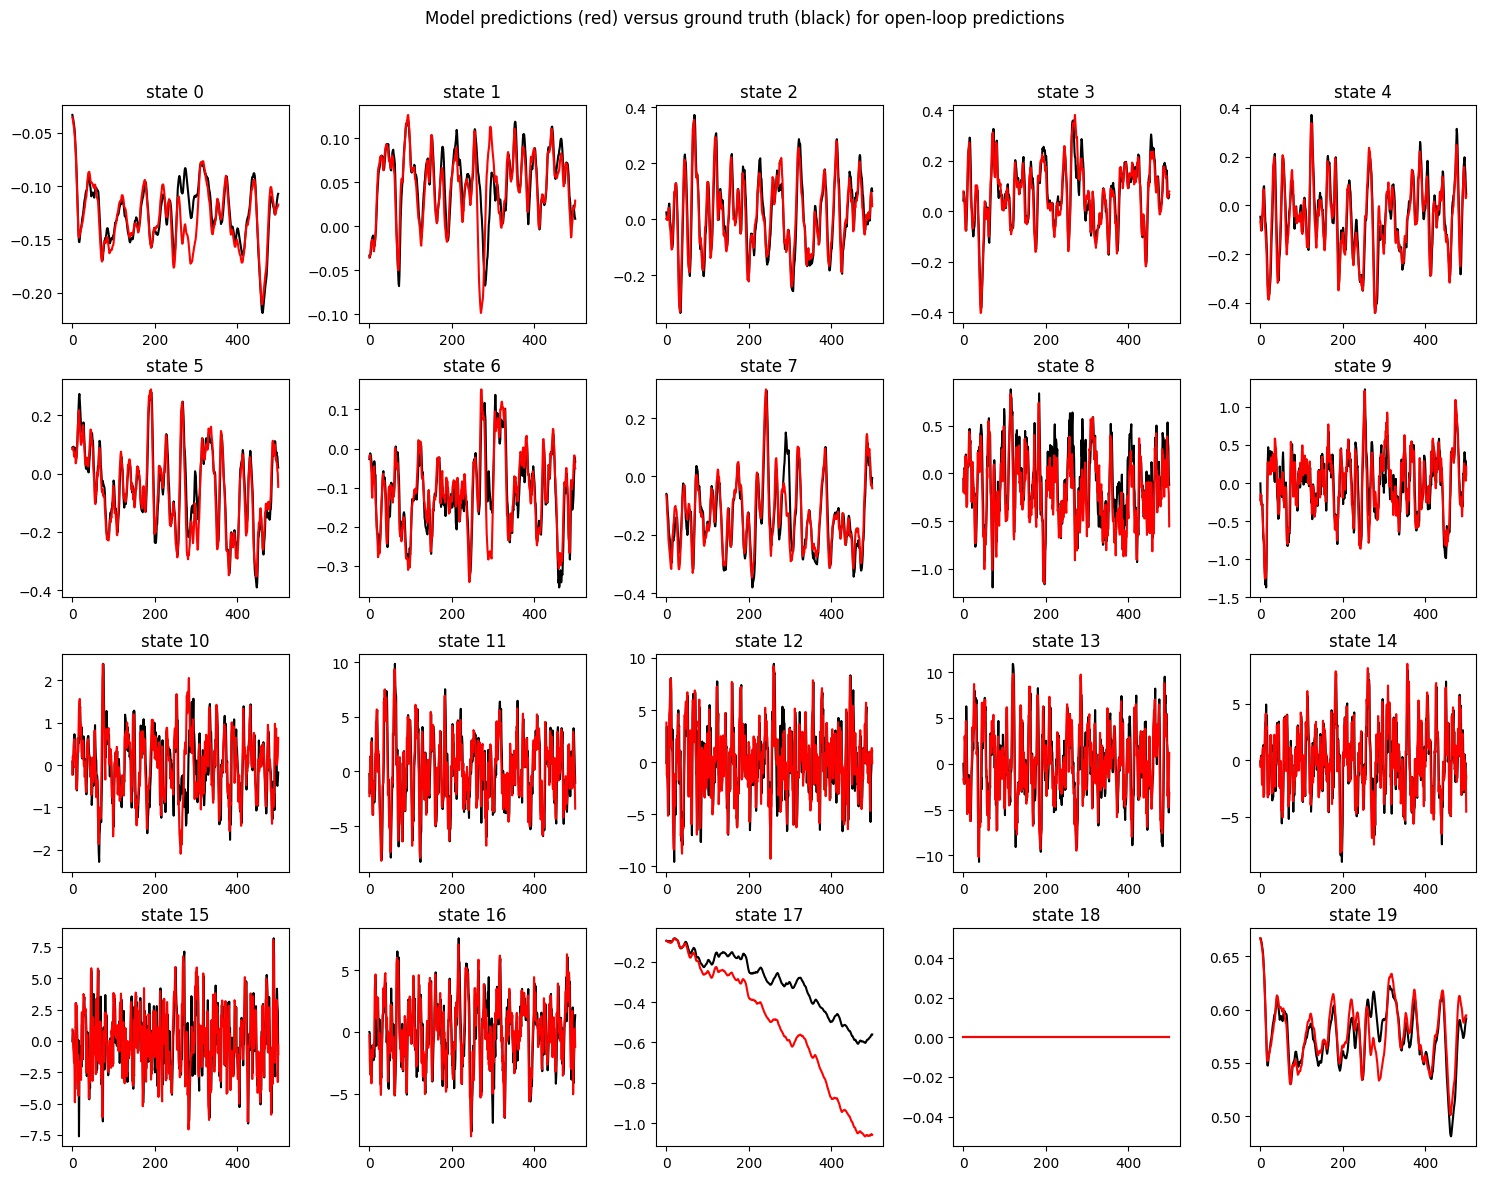 Model predictions (red) versus ground truth (black) for open-loop predictions
state 0
state 1
state 2
state 3
state 4
−0.05
−0.10
−0.15
−0.20
0 200 400
0.10
0.05
0.00
−0.05
−0.10
0 200 400
0.4
0.2
0.0
−0.2
0 200 400
0.4
0.2
0.0
−0.2
−0.4
0 200 400
0.4
0.2
0.0
−0.2
−0.4
0 200 400
state 5
state 6
state 7
state 8
state 9
0.2
0.0
−0.2
−0.4
0 200 400
0.1
0.0
−0.1
−0.2
−0.3
0 200 400
0.2
0.0
−0.2
−0.4
0 200 400
0.5
0.0
−0.5
−1.0
0 200 400
1.0
0.5
0.0
−0.5
−1.0
−1.5
0 200 400
state 10
state 11
state 12
state 13
state 14
2
1
0
−1
−2
0 200 400
10
5
0
−5
0 200 400
10
5
0
−5
−10
0 200 400
10
5
0
−5
−10
0 200 400
5
0
−5
0 200 400
state 15
state 16
state 17
state 18
state 19
7.5
5.0
2.5
0.0
−2.5
−5.0
−7.5
0 200 400
5
0
−5
0 200 400
−0.2
−0.4
−0.6
−0.8
−1.0
0 200 400
0.04
0.02
0.00
−0.02
−0.04
0 200 400
0.65
0.60
0.55
0.50
0 200 400